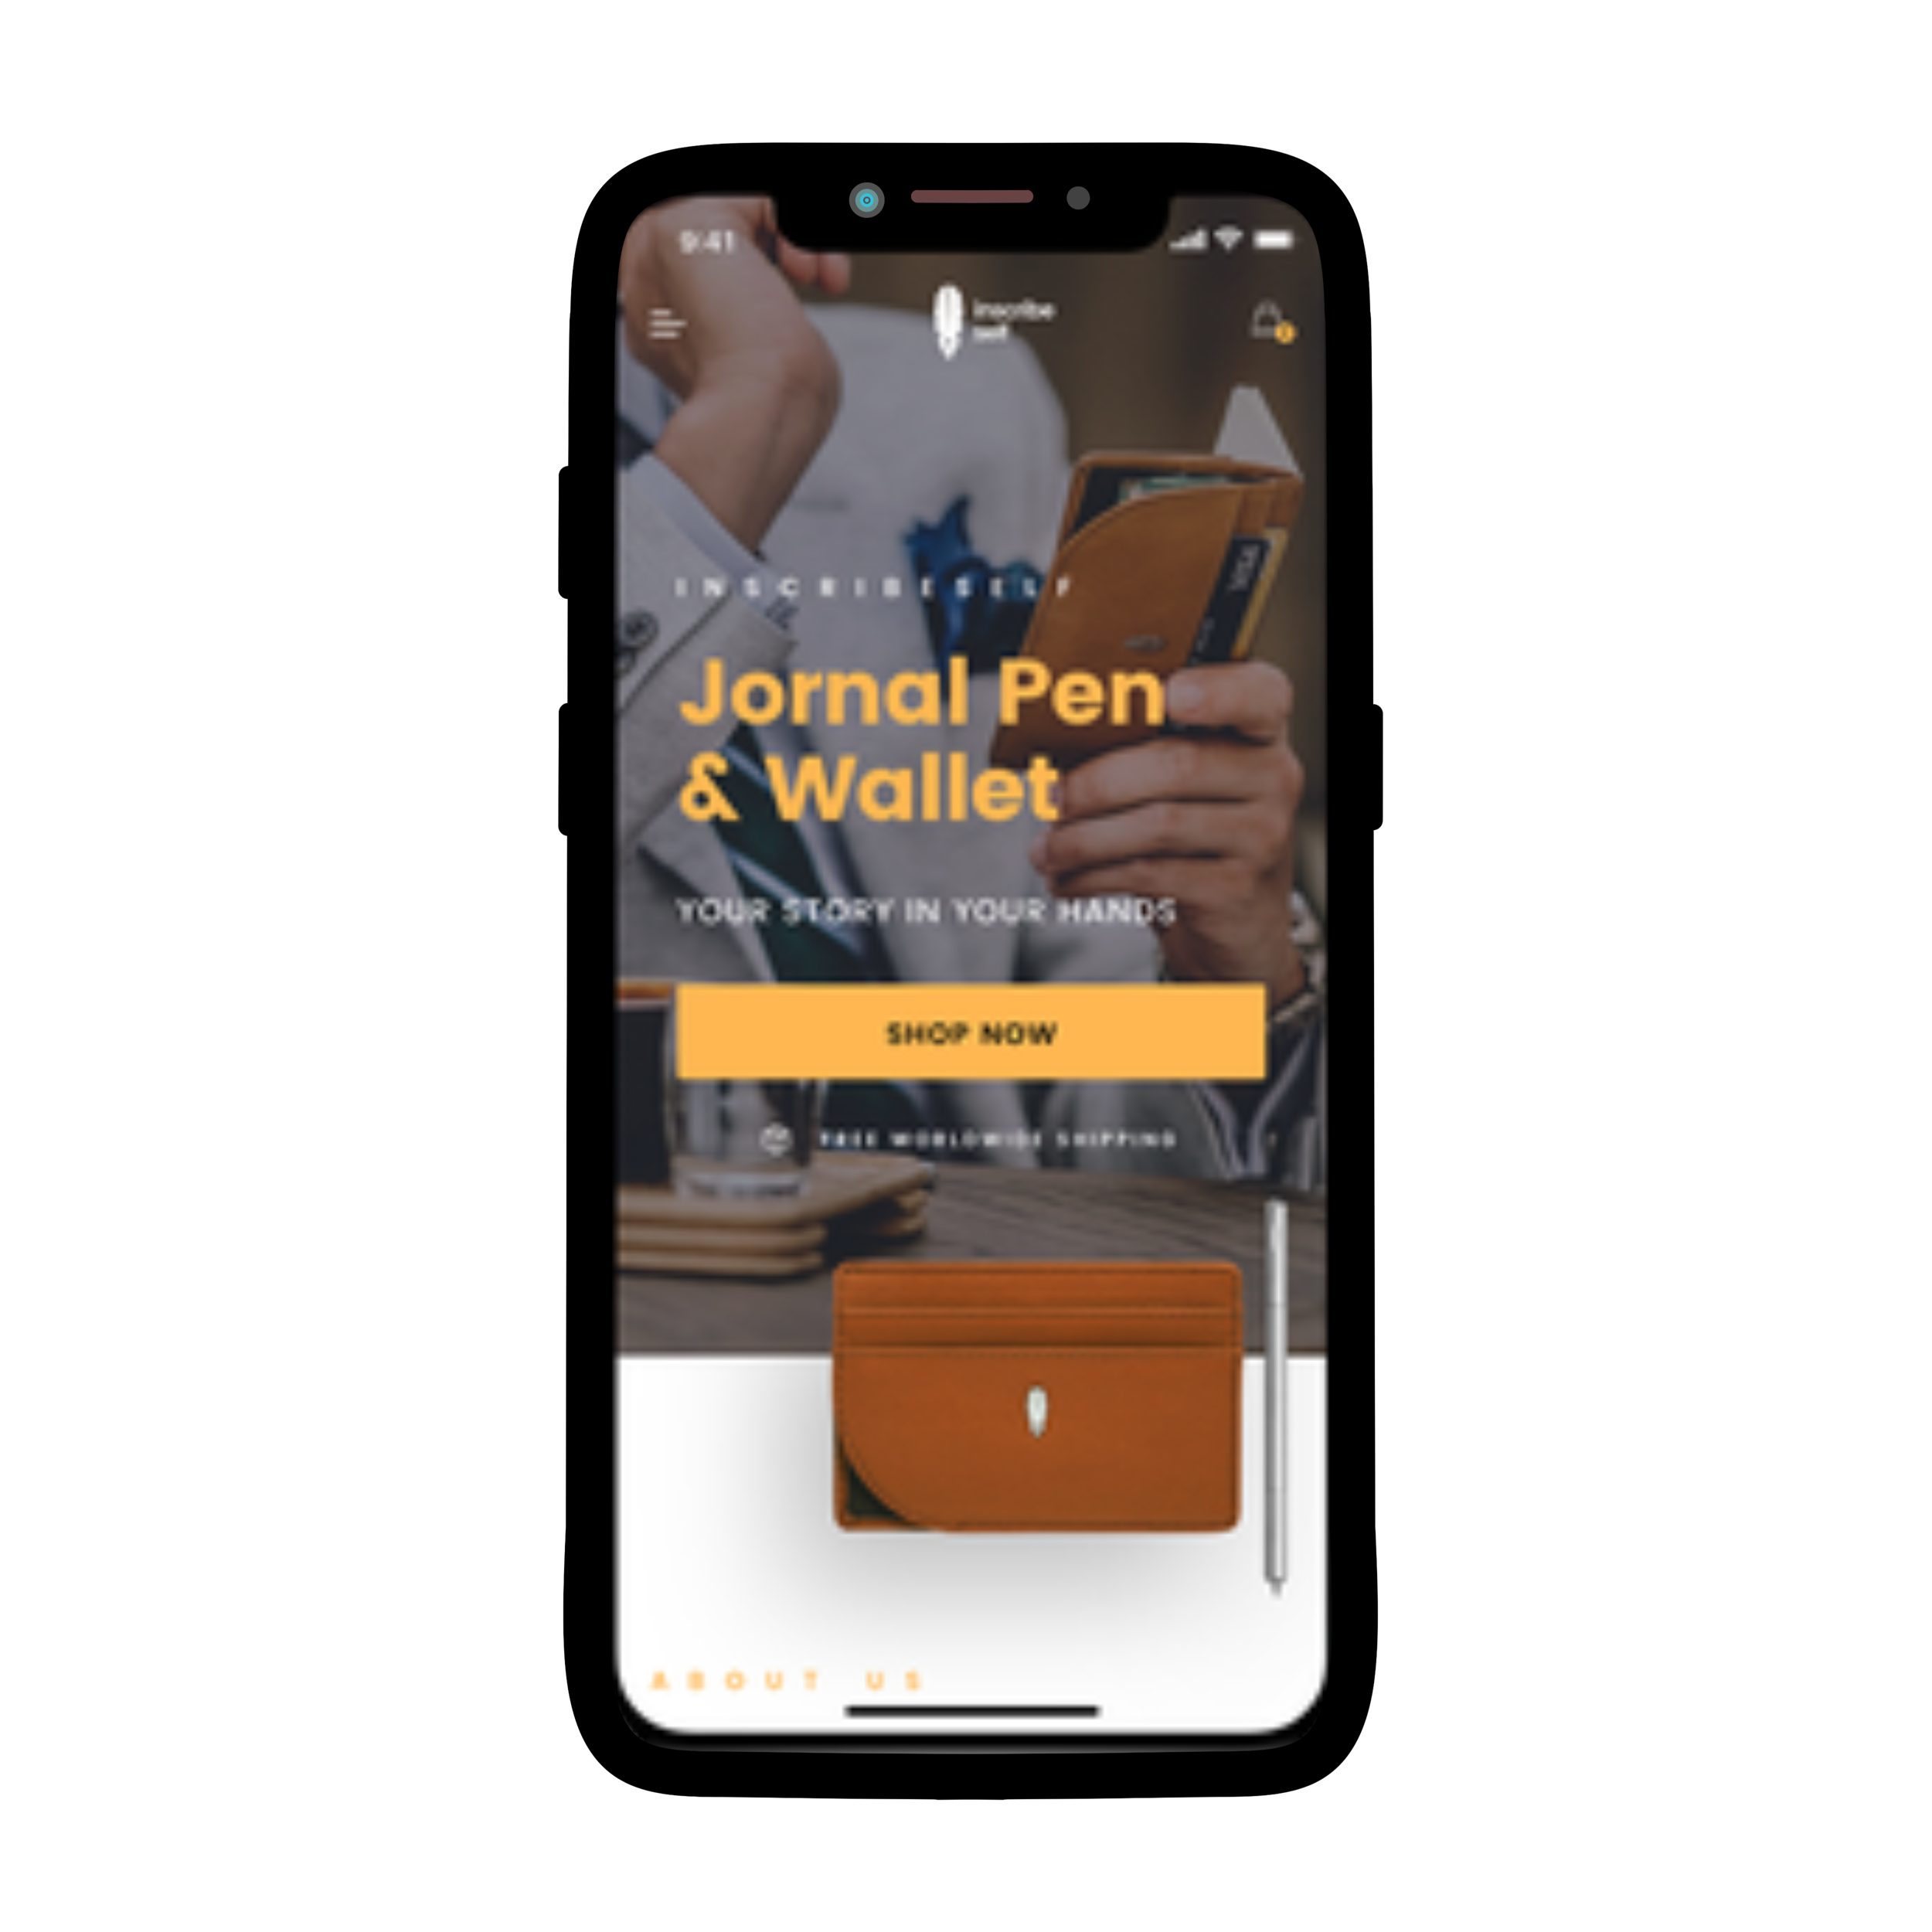 9:41
inscribe
self
VISA
INSCRIBESELF
Jornal Pen
& Wallet
YOUR STORY IN YOUR HANDS
SHOP NOW
FREE WORLDWIDE SHIPPING
ABOUT US